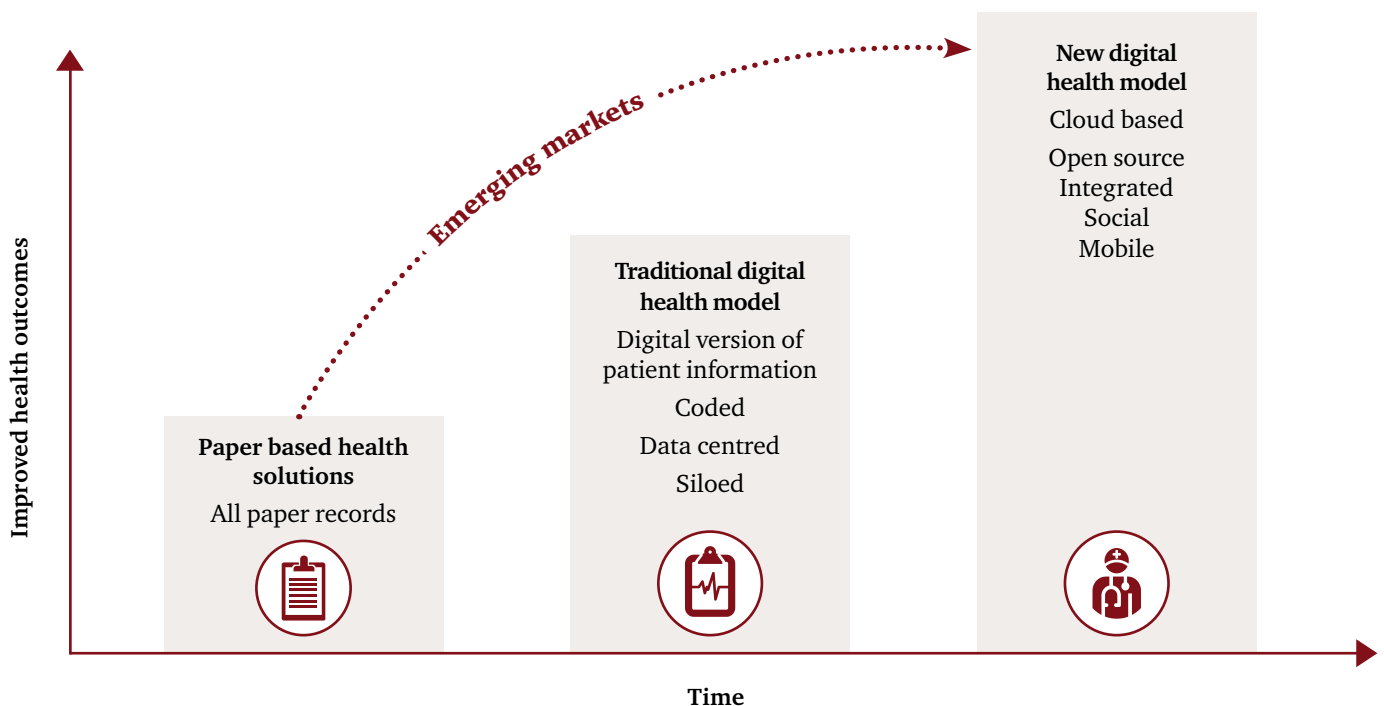 Improved health outcomes
Emerging markets
Paper based health
solutions
All paper records
Traditional digital
health model
Digital version of
patient information
Coded
Data centred
Siloed
New digital
health model
Cloud based
Open source
Integrated
Social
Mobile
Time